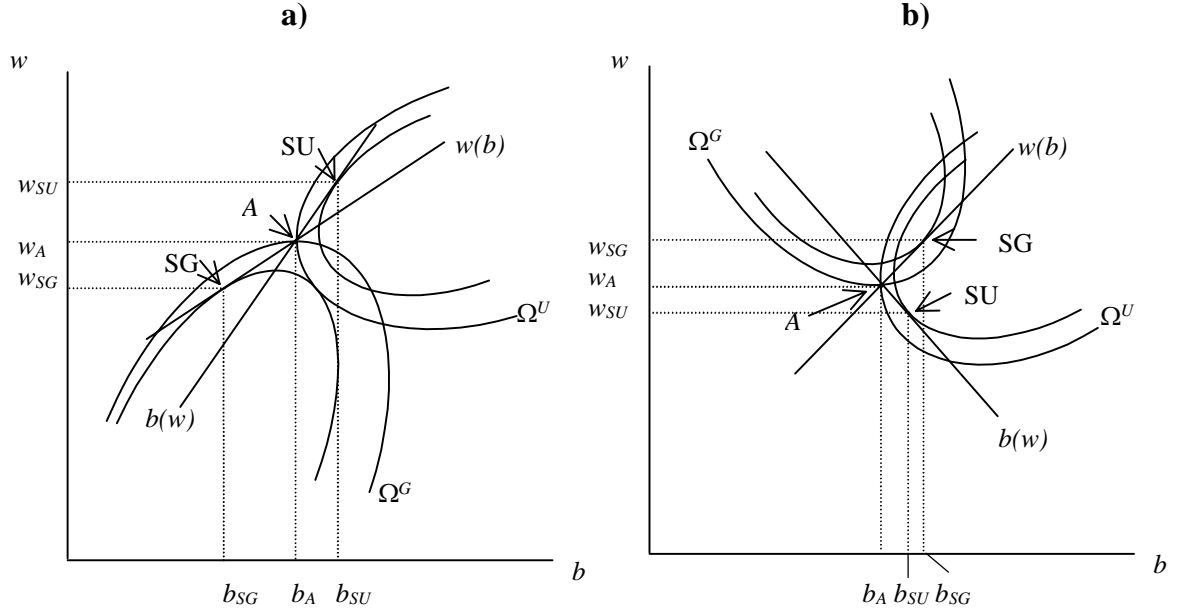 a)
w
SU
w(b)
w_SU
A
w_A
SG
w_SG
Ω^U
b(w)
Ω^G
b
b_SG
b_A
b_SU
b)
w
Ω^G
w(b)
w_SG
SG
w_A
SU
w_SU
A
Ω^U
b(w)
b
b_A b_SU b_SG